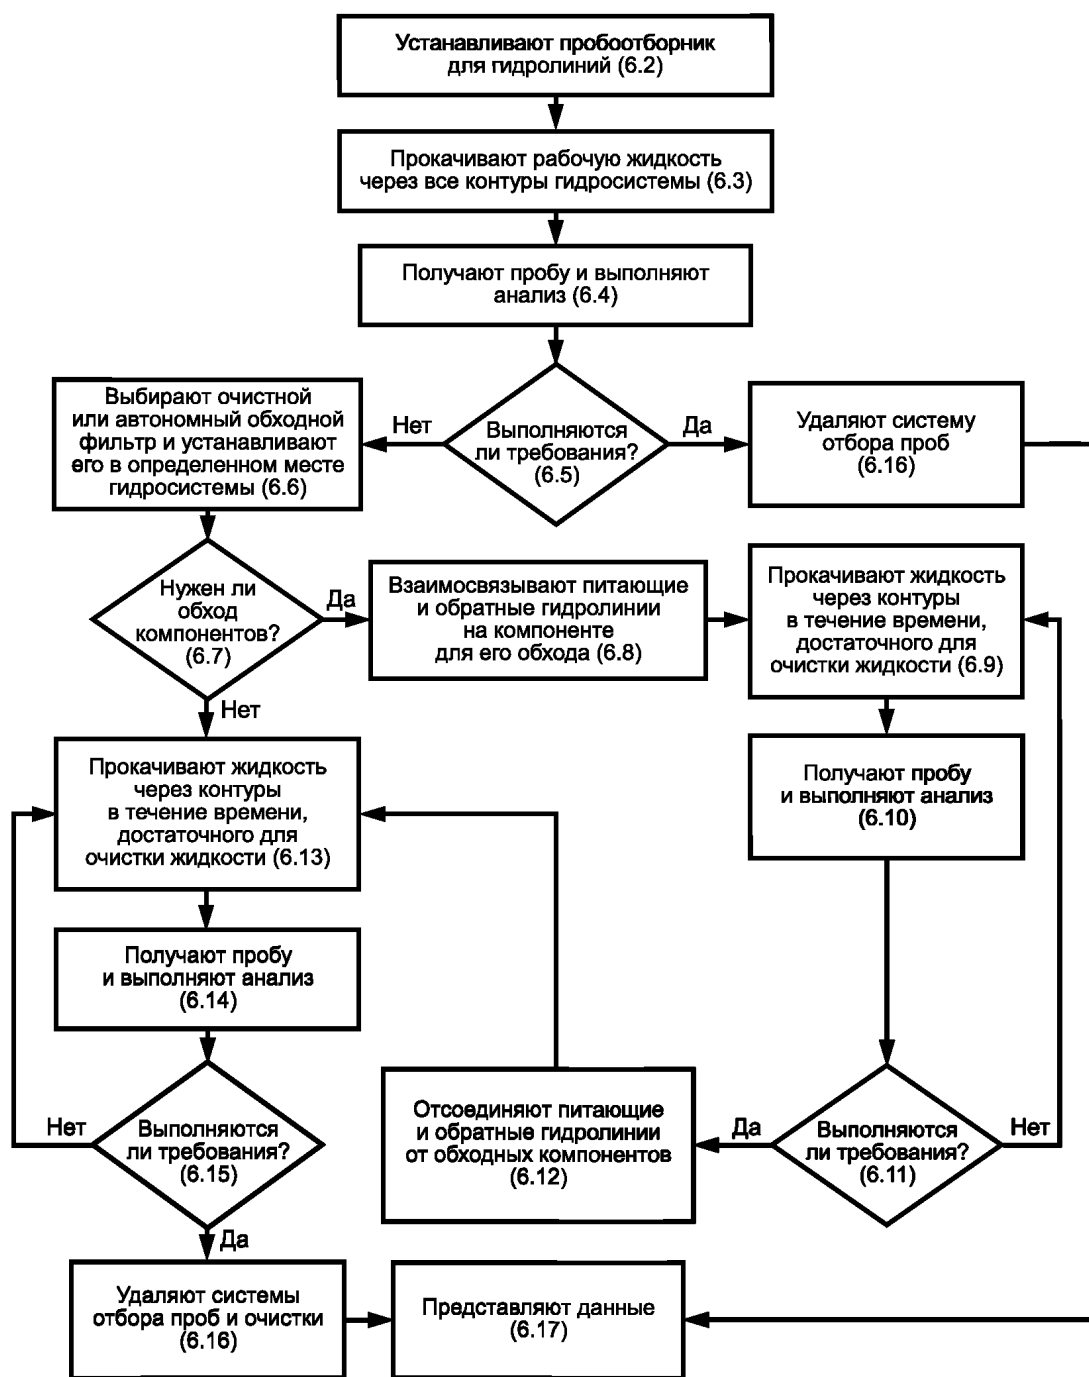 Устанавливают пробоотборник
для гидролиний (6.2)
Прокачивают рабочую жидкость
через все контуры гидросистемы (6.3)
Получают пробу и выполняют
анализ (6.4)
Выбирают очистной
или автономный обходной
фильтр и устанавливают
его в определенном месте
гидросистемы (6.6)
Нет
Выполняются
ли требования?
(6.5)
Да
Удаляют систему
отбора проб
(6.16)
Нужен ли
обход
компонентов?
(6.7)
Да
Взаимосвязывают питающие
и обратные гидролинии
на компоненте
для его обхода (6.8)
Прокачивают жидкость
через контуры
в течение времени,
достаточного для
очистки жидкости (6.9)
Нет
Прокачивают жидкость
через контуры
в течение времени,
достаточного для
очистки жидкости (6.13)
Получают пробу
и выполняют анализ
(6.10)
Получают пробу
и выполняют анализ
(6.14)
Нет
Выполняются
ли требования?
(6.15)
Отсоединяют питающие
и обратные гидролинии
от обходных компонентов
(6.12)
Да
Выполняются
ли требования?
(6.11)
Нет
Да
Удаляют системы
отбора проб и очистки
(6.16)
Представляют данные
(6.17)